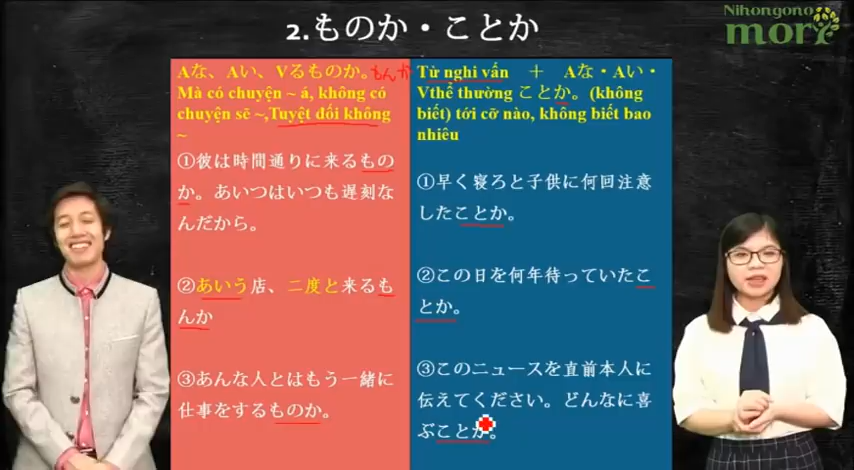 2.ものか・ことか
Nihongono
more
Aな、Aい、Vるものか。もんか
Mà có chuyện ~ á, không có
chuyện sẽ ~,Tuyệt đối không
~
①彼は時間通りに来るもの
か。あいつはいつも遅刻な
んだから。
②あいう店、二度と来るも
んか
③あんな人とはもう一緒に
仕事をするものか。
Từ nghi vấn ＋ Aな・Aい・
Vthể thường ことか。(không
biết) tới cỡ nào, không biết bao
nhiêu
①早く寝ろと子供に何回注意
したことか。
②この日を何年待っていたこ
とか。
③このニュースを直前本人に
伝えてください。どんなに喜
ぶことか。